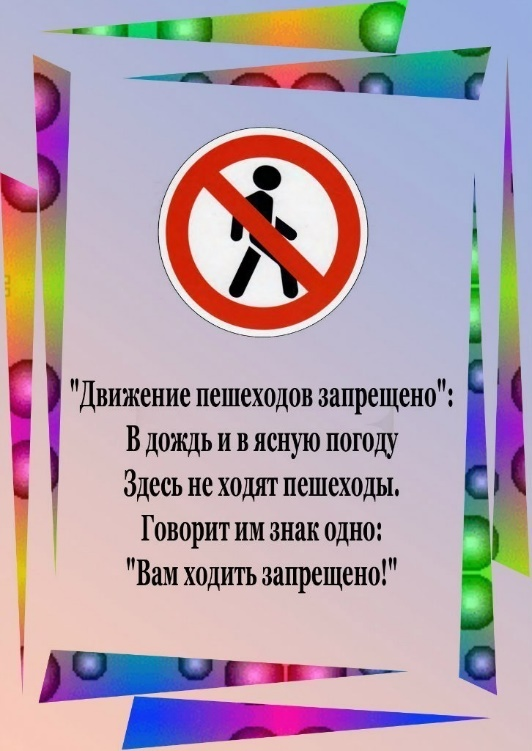 "Движение пешеходов запрещено":
В дождь и в ясную погоду
Здесь не ходят пешеходы.
Говорит им знак одно:
"Вам ходить запрещено!"